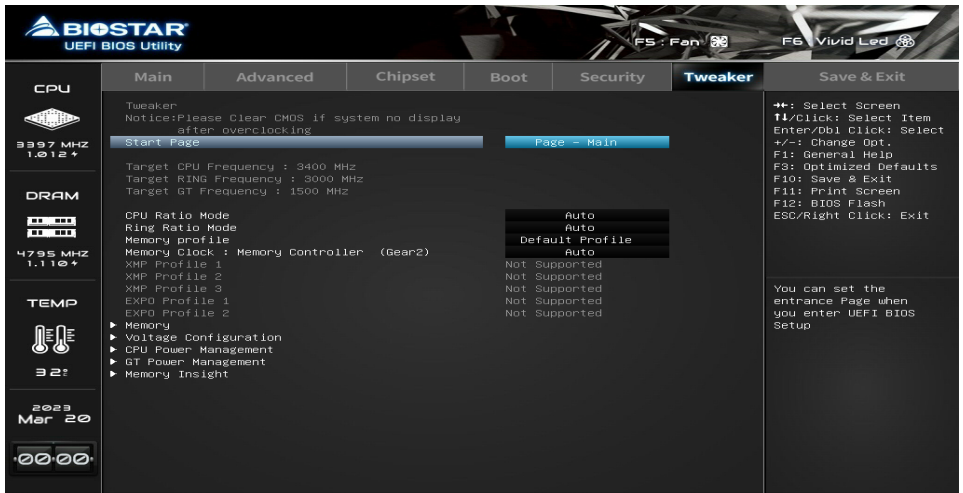 BIOSTAR®
UEFI BIOS Utility
F5 : Fan
F6 Vivid Led
Main Advanced Chipset Boot Security Tweaker Save & Exit
CPU
3397 MHZ
1.012 +
DRAM
4795 MHZ
1.110 +
TEMP
32°
2023
Mar 20
00:00
Tweaker
Notice:Please Clear CMOS if system no display
after overclocking
Start Page Page - Main
Target CPU Frequency : 3400 MHz
Target RING Frequency : 3000 MHz
Target GT Frequency : 1500 MHz
CPU Ratio Mode Auto
Ring Ratio Mode Auto
Memory profile Default Profile
Memory Clock : Memory Controller (Gear2) Auto
XMP Profile 1 Not Supported
XMP Profile 2 Not Supported
XMP Profile 3 Not Supported
EXPO Profile 1 Not Supported
EXPO Profile 2 Not Supported
▶ Memory
▶ Voltage Configuration
▶ CPU Power Management
▶ GT Power Management
▶ Memory Insight
→←: Select Screen
↑↓/Click: Select Item
Enter/Dbl Click: Select
+/-: Change Opt.
F1: General Help
F3: Optimized Defaults
F10: Save & Exit
F11: Print Screen
F12: BIOS Flash
ESC/Right Click: Exit
You can set the
entrance Page when
you enter UEFI BIOS
Setup